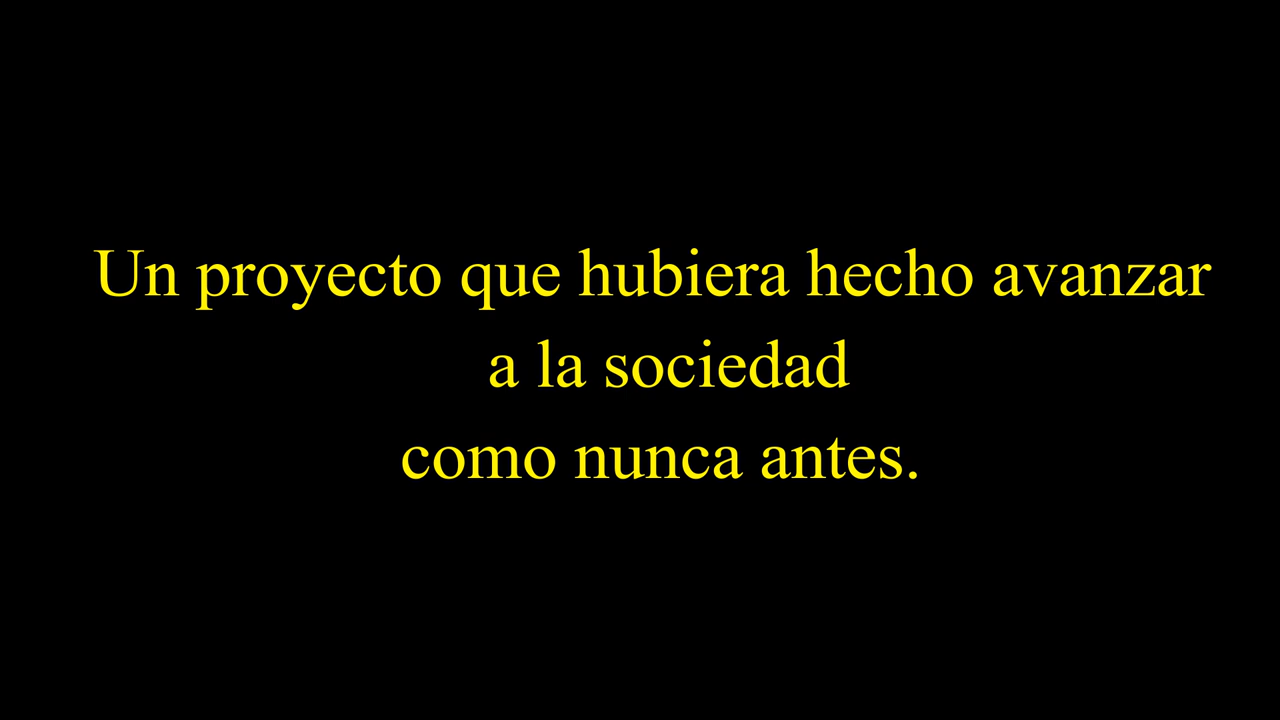 Un proyecto que hubiera hecho avanzar
a la sociedad
como nunca antes.